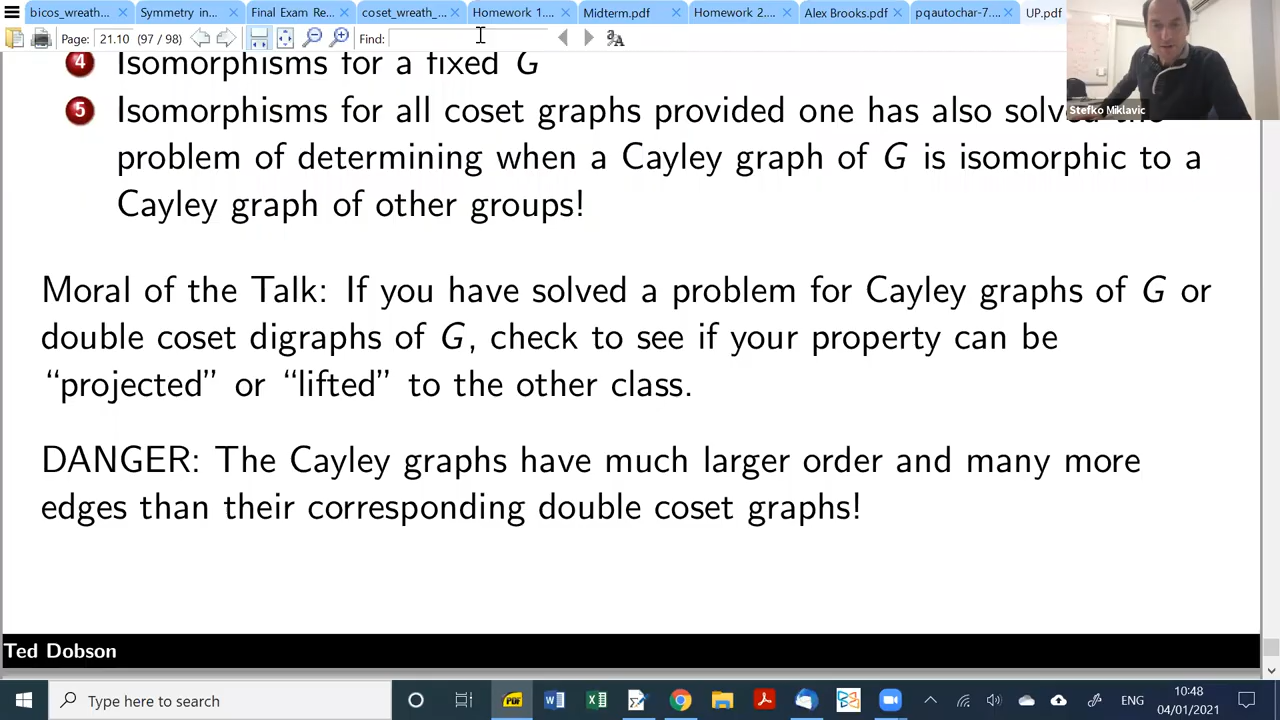 bicos_wreath...
Symmetry in...
Final Exam Re...
coset_wreath_...
Homework 1....
Midterm.pdf
Homework 2....
Alex Brooks.pdf
pqautochar-7....
UP.pdf
Page: 21.10 (97 / 98)
Find:
4 Isomorphisms for a fixed G
5 Isomorphisms for all coset graphs provided one has also solved the
problem of determining when a Cayley graph of G is isomorphic to a
Cayley graph of other groups!
Stefko Miklavic
Moral of the Talk: If you have solved a problem for Cayley graphs of G or
double coset digraphs of G, check to see if your property can be
“projected” or “lifted” to the other class.
DANGER: The Cayley graphs have much larger order and many more
edges than their corresponding double coset graphs!
Ted Dobson
Type here to search
PDF
ENG
10:48
04/01/2021